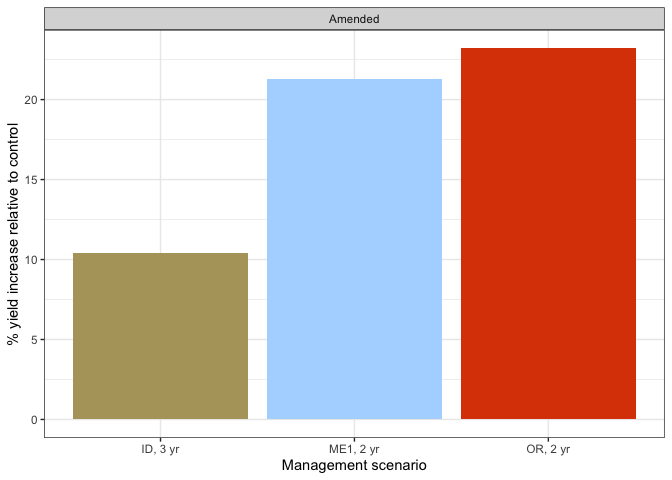 Amended
% yield increase relative to control
20
15
10
5
0
ID, 3 yr
ME1, 2 yr
OR, 2 yr
Management scenario